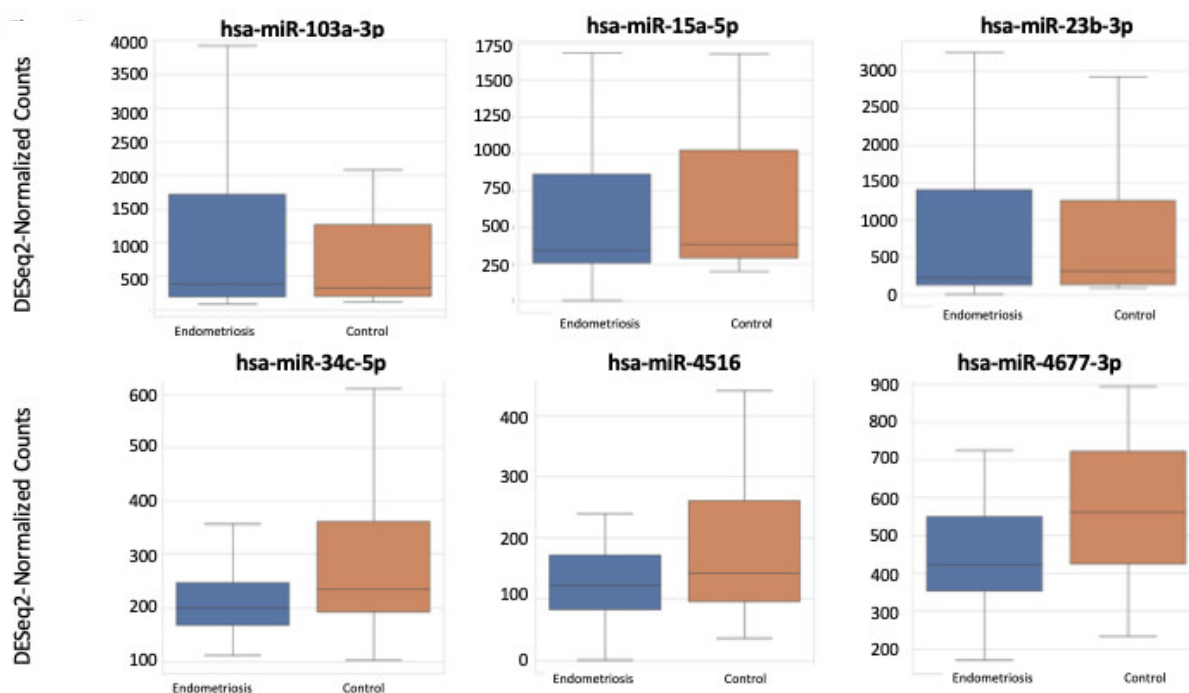 hsa-miR-103a-3p
DESeq2-Normalized Counts
4000
3500
3000
2500
2000
1500
1000
500
Endometriosis Control
hsa-miR-15a-5p
1750
1500
1250
1000
750
500
250
Endometriosis Control
hsa-miR-23b-3p
3000
2500
2000
1500
1000
500
0
Endometriosis Control
hsa-miR-34c-5p
DESeq2-Normalized Counts
600
500
400
300
200
100
Endometriosis Control
hsa-miR-4516
400
300
200
100
0
Endometriosis Control
hsa-miR-4677-3p
900
800
700
600
500
400
300
200
Endometriosis Control